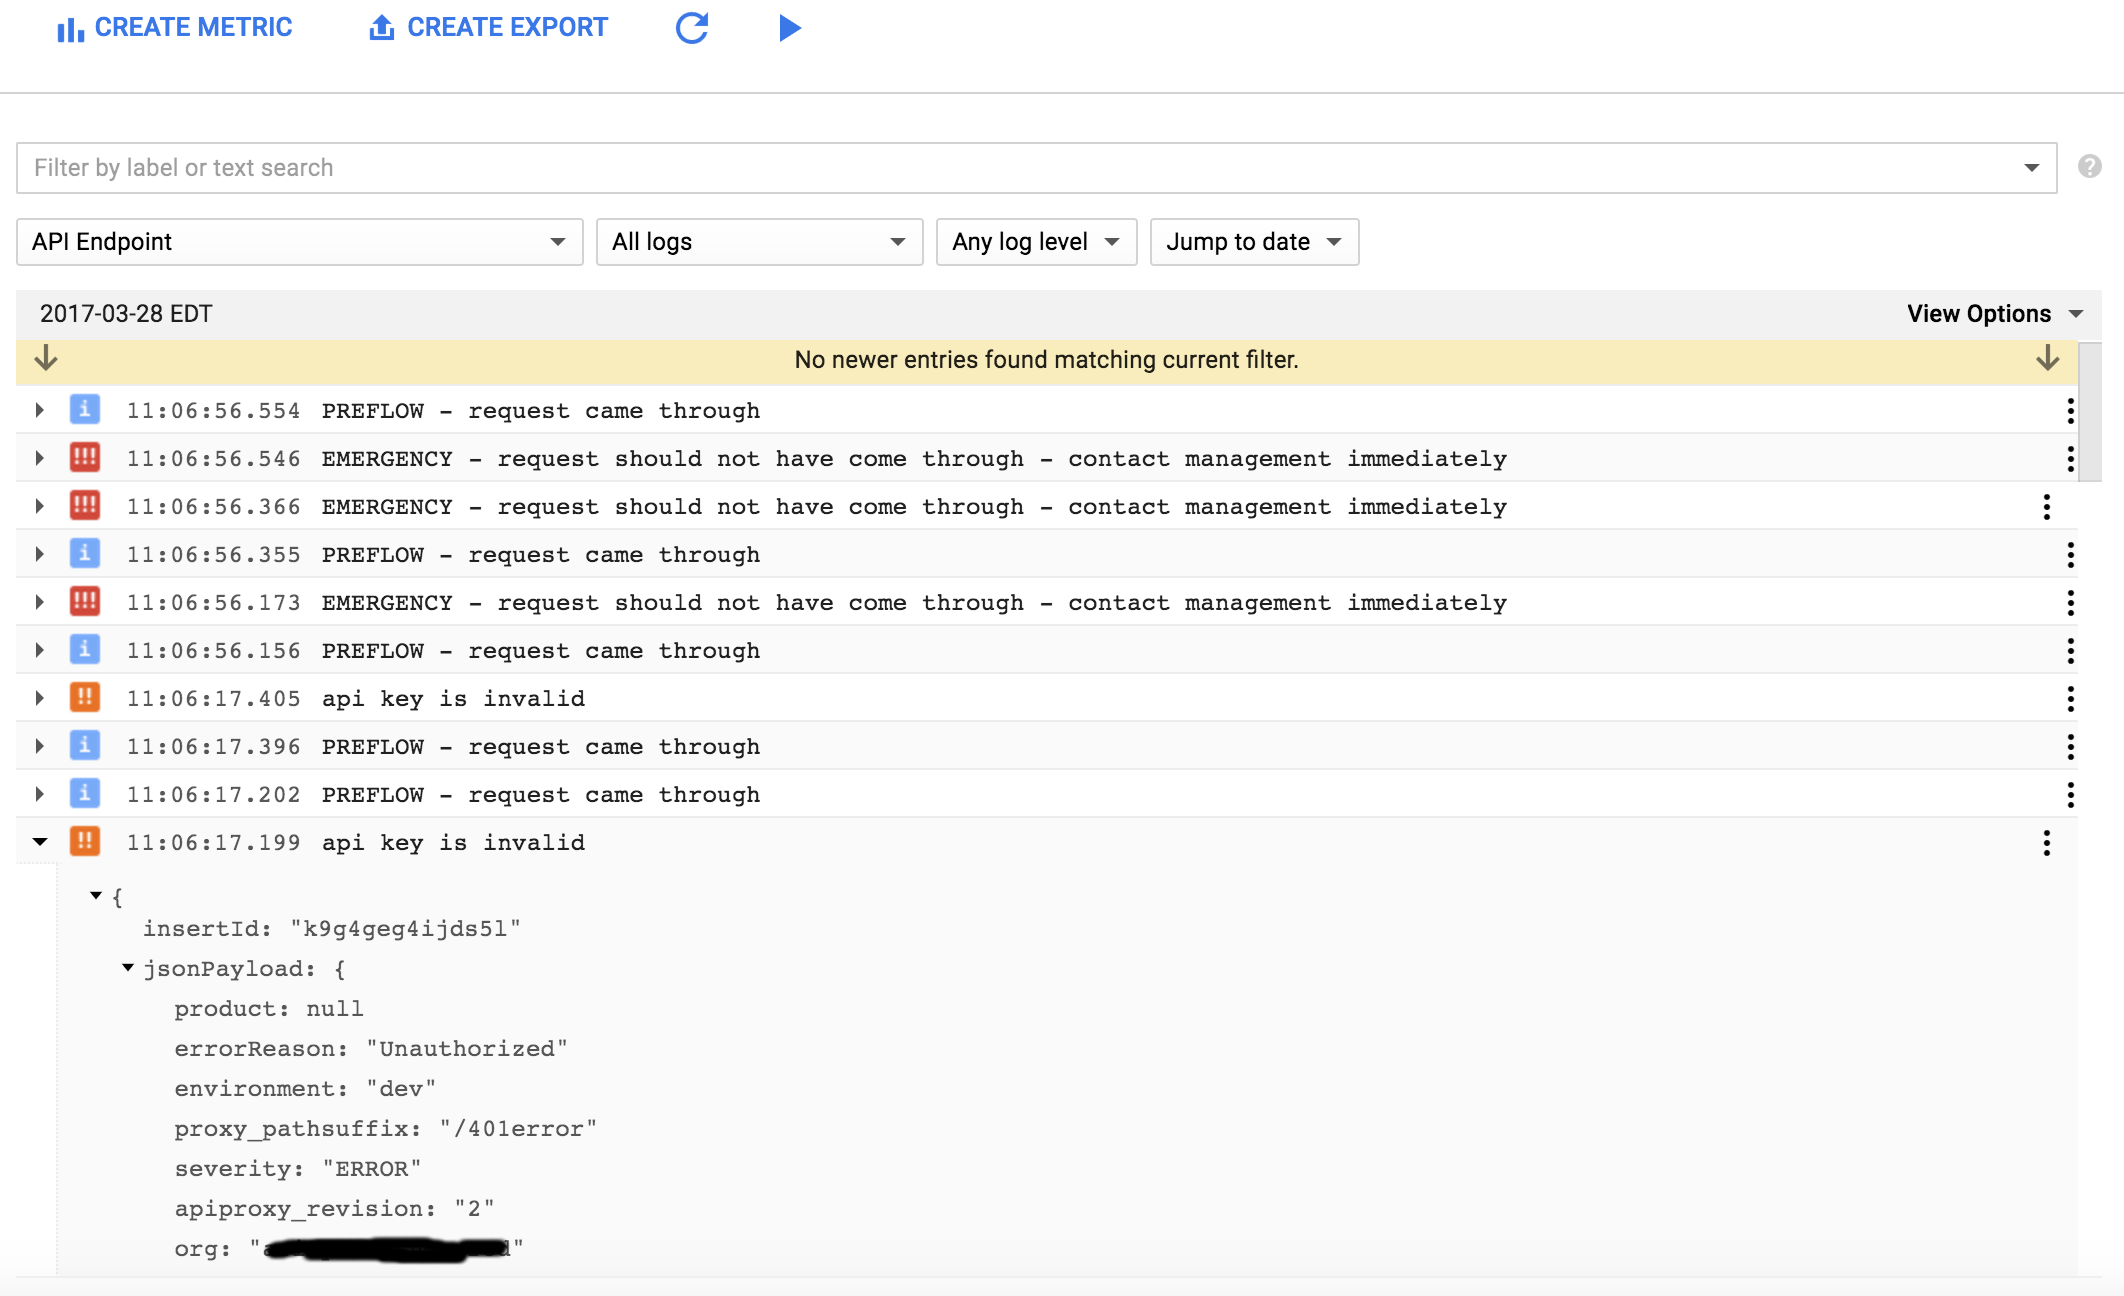 CREATE METRIC CREATE EXPORT
Filter by label or text search ?
API Endpoint All logs Any log level Jump to date
2017-03-28 EDT View Options
No newer entries found matching current filter.
i 11:06:56.554 PREFLOW - request came through
!!! 11:06:56.546 EMERGENCY - request should not have come through - contact management immediately
!!! 11:06:56.366 EMERGENCY - request should not have come through - contact management immediately
i 11:06:56.355 PREFLOW - request came through
!!! 11:06:56.173 EMERGENCY - request should not have come through - contact management immediately
i 11:06:56.156 PREFLOW - request came through
!! 11:06:17.405 api key is invalid
i 11:06:17.396 PREFLOW - request came through
i 11:06:17.202 PREFLOW - request came through
!! 11:06:17.199 api key is invalid
{
insertId: "k9g4geg4ijds5l"
jsonPayload: {
product: null
errorReason: "Unauthorized"
environment: "dev"
proxy_pathsuffix: "/401error"
severity: "ERROR"
apiproxy_revision: "2"
org: "